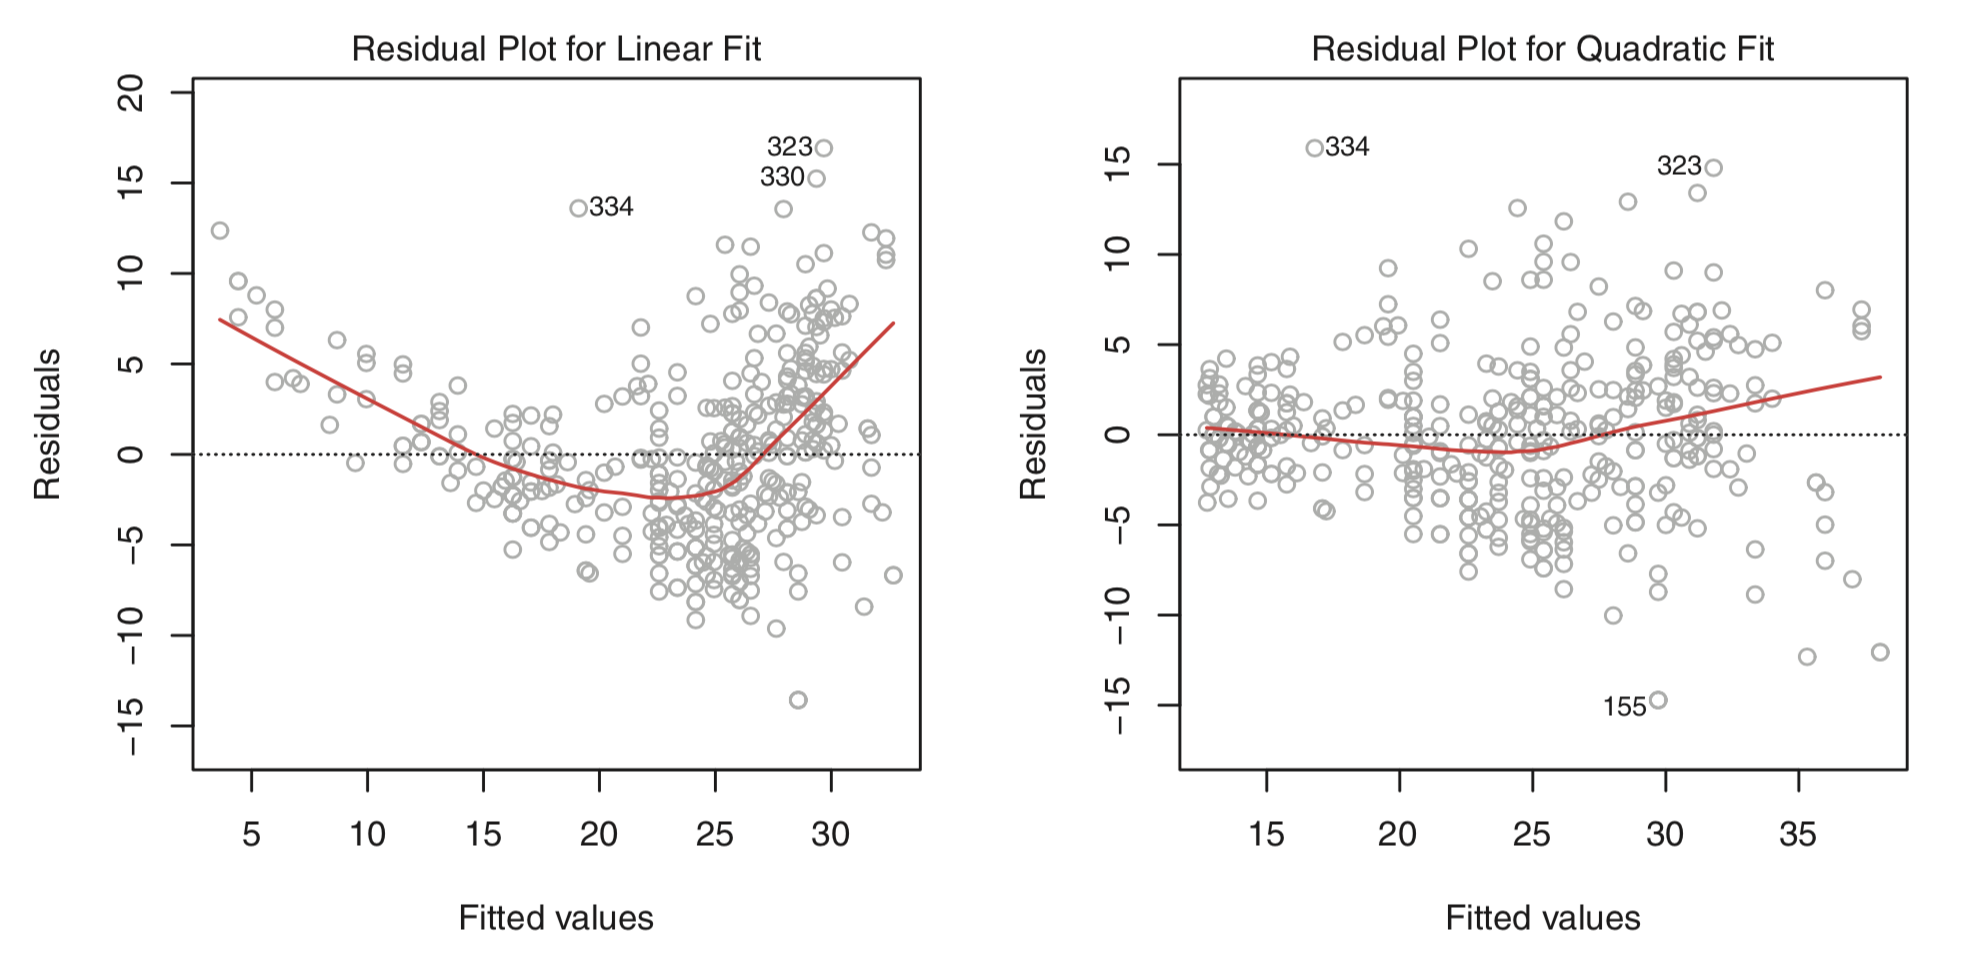 Residual Plot for Linear Fit
Residuals
20
15
10
5
0
−5
−10
−15
323
330
334
5 10 15 20 25 30
Fitted values
Residual Plot for Quadratic Fit
Residuals
15
10
5
0
−5
−10
−15
334
323
155
15 20 25 30 35
Fitted values